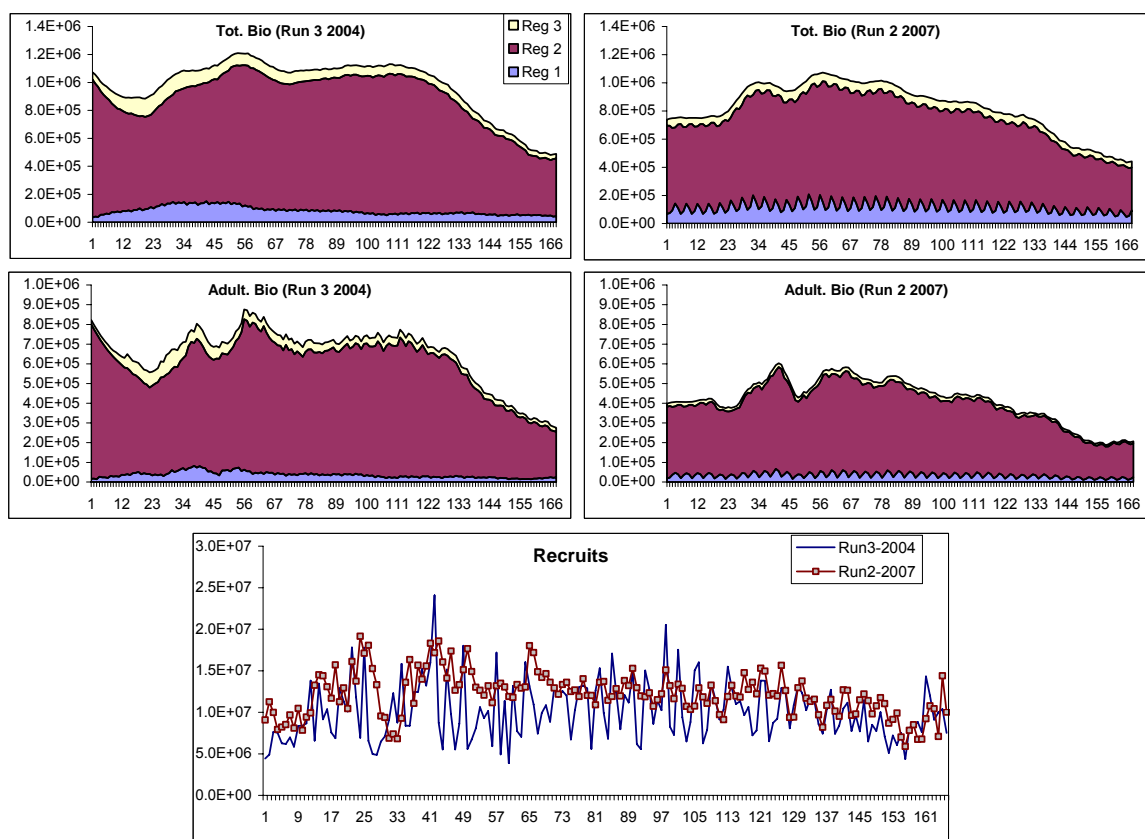 Tot. Bio (Run 3 2004)
1.4E+06
1.2E+06
1.0E+06
8.0E+05
6.0E+05
4.0E+05
2.0E+05
0.0E+00
1 12 23 34 45 56 67 78 89 100 111 122 133 144 155 166
Reg 3
Reg 2
Reg 1
Tot. Bio (Run 2 2007)
1.4E+06
1.2E+06
1.0E+06
8.0E+05
6.0E+05
4.0E+05
2.0E+05
0.0E+00
1 12 23 34 45 56 67 78 89 100 111 122 133 144 155 166
Adult. Bio (Run 3 2004)
1.0E+06
9.0E+05
8.0E+05
7.0E+05
6.0E+05
5.0E+05
4.0E+05
3.0E+05
2.0E+05
1.0E+05
0.0E+00
1 12 23 34 45 56 67 78 89 100 111 122 133 144 155 166
Adult. Bio (Run 2 2007)
1.0E+06
9.0E+05
8.0E+05
7.0E+05
6.0E+05
5.0E+05
4.0E+05
3.0E+05
2.0E+05
1.0E+05
0.0E+00
1 12 23 34 45 56 67 78 89 100 111 122 133 144 155 166
Recruits
Run3-2004
Run2-2007
3.0E+07
2.5E+07
2.0E+07
1.5E+07
1.0E+07
5.0E+06
0.0E+00
1 9 17 25 33 41 49 57 65 73 81 89 97 105 113 121 129 137 145 153 161